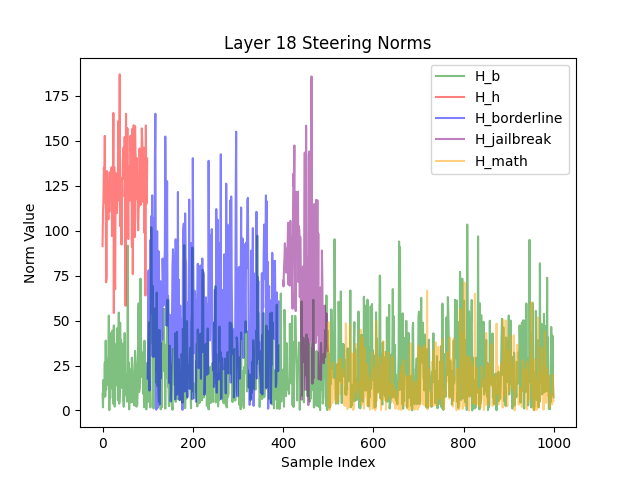 Layer 18 Steering Norms
H_b
H_h
H_borderline
H_jailbreak
H_math
Norm Value
175
150
125
100
75
50
25
0
0 200 400 600 800 1000
Sample Index